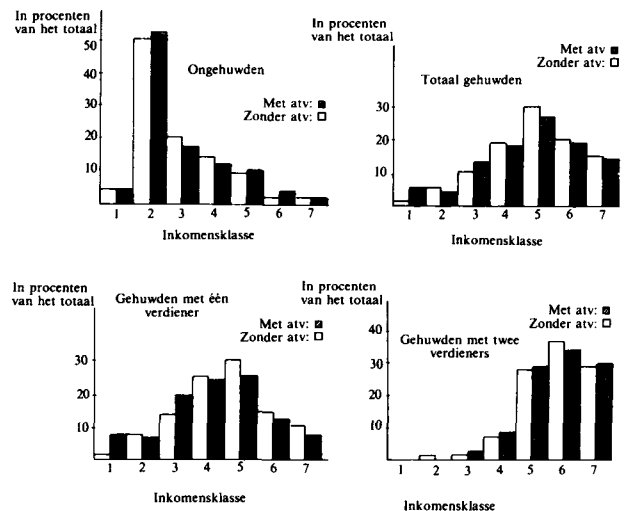 In procenten
van het totaal
50
40
30
20
10
Ongehuwden
Met atv:
Zonder atv:
1 2 3 4 5 6 7
Inkomensklasse
In procenten
van het totaal
30
20
10
Met atv
Zonder atv:
Totaal gehuwden
1 2 3 4 5 6 7
Inkomensklasse
In procenten
van het totaal
30
20
10
Gehuwden met één
verdiener
Met atv:
Zonder atv:
1 2 3 4 5 6 7
Inkomensklasse
In procenten
van het totaal
40
30
20
10
Met atv:
Zonder atv:
Gehuwden met twee
verdieners
1 2 3 4 5 6 7
Inkomensklasse